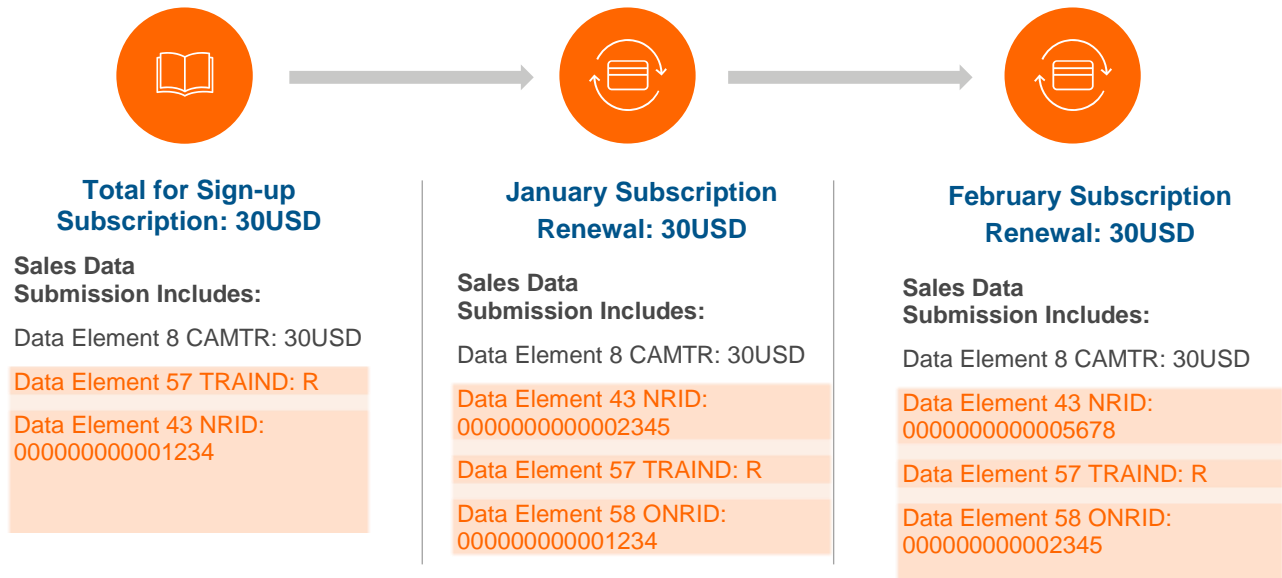 Total for Sign-up
Subscription: 30USD
Sales Data
Submission Includes:
Data Element 8 CAMTR: 30USD
Data Element 57 TRAIND: R
Data Element 43 NRID:
000000000001234
January Subscription
Renewal: 30USD
Sales Data
Submission Includes:
Data Element 8 CAMTR: 30USD
Data Element 43 NRID:
0000000000002345
Data Element 57 TRAIND: R
Data Element 58 ONRID:
000000000001234
February Subscription
Renewal: 30USD
Sales Data
Submission Includes:
Data Element 8 CAMTR: 30USD
Data Element 43 NRID:
0000000000005678
Data Element 57 TRAIND: R
Data Element 58 ONRID:
000000000002345